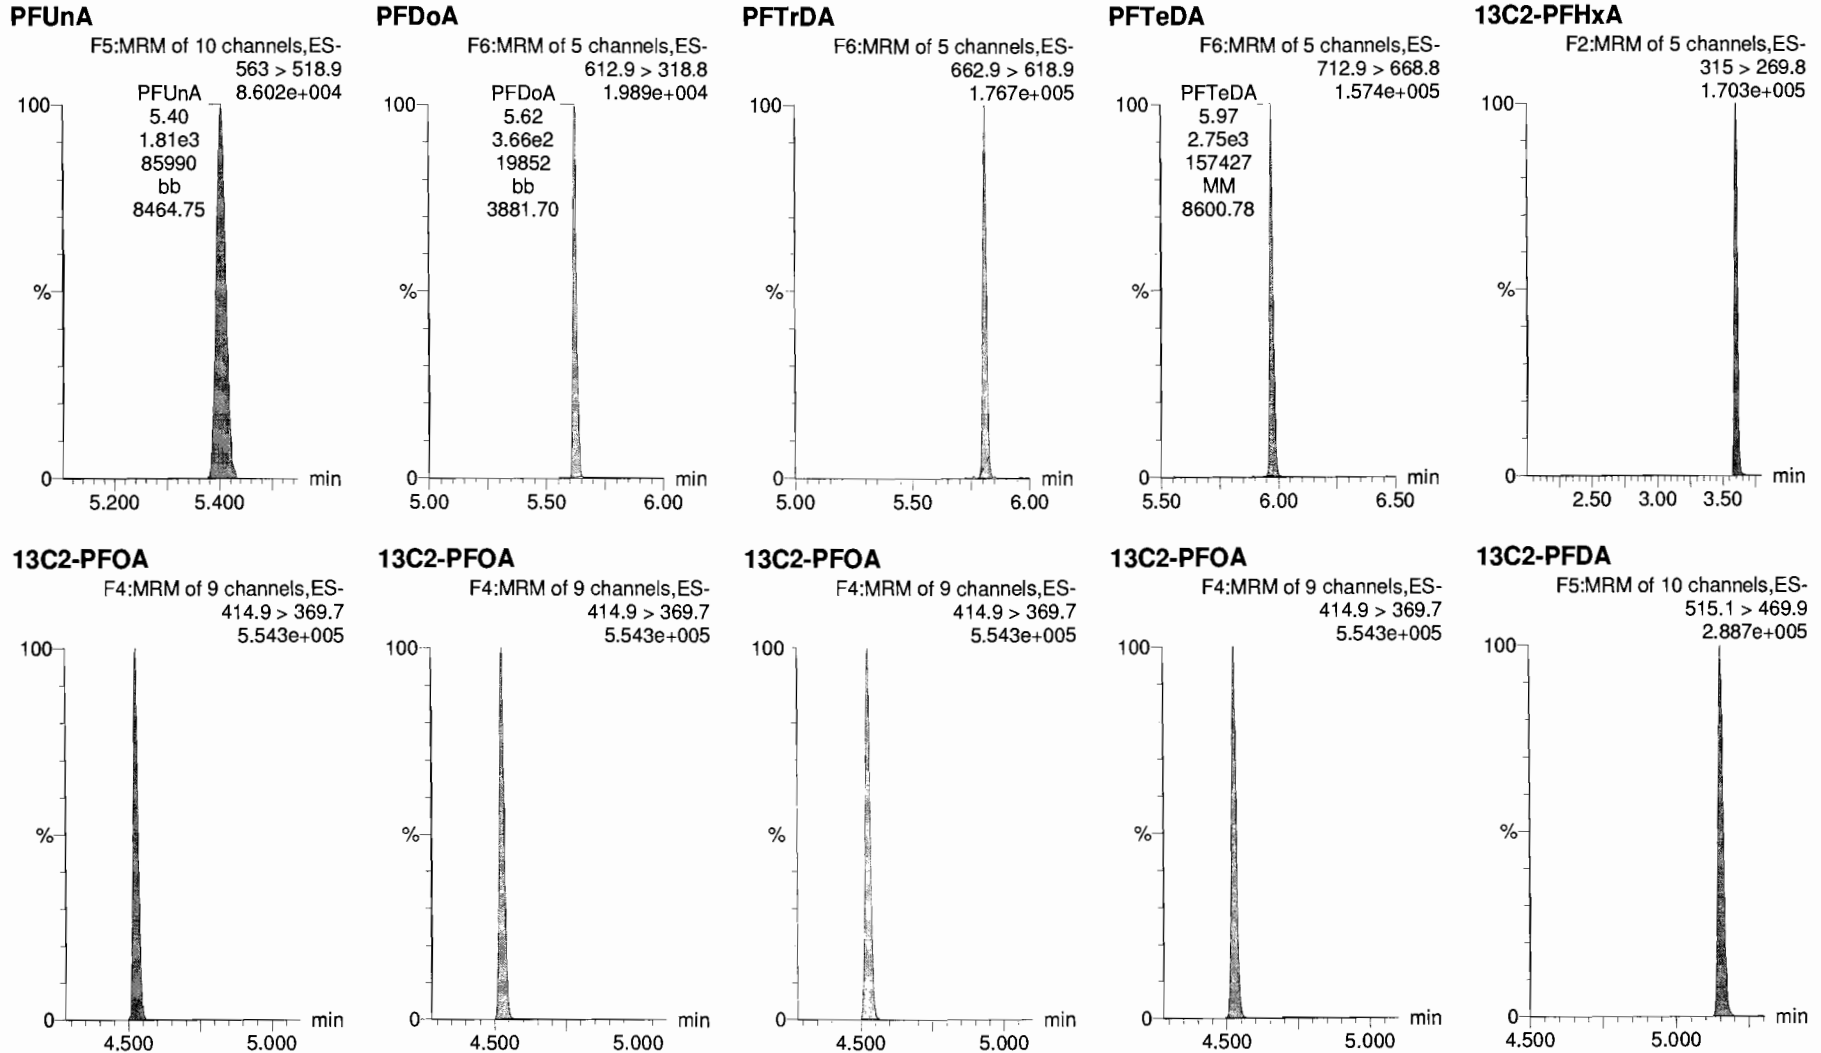 PFUnA
F5:MRM of 10 channels,ES-
563 > 518.9
8.602e+004
PFUnA
5.40
1.81e3
85990
bb
8464.75
100
%
0
5.200
5.400
min
PFDoA
F6:MRM of 5 channels,ES-
612.9 > 318.8
1.989e+004
PFDoA
5.62
3.66e2
19852
bb
3881.70
100
%
0
5.00
5.50
6.00
min
PFTrDA
F6:MRM of 5 channels,ES-
662.9 > 618.9
1.767e+005
100
%
0
5.00
5.50
6.00
min
PFTeDA
F6:MRM of 5 channels,ES-
712.9 > 668.8
1.574e+005
PFTeDA
5.97
2.75e3
157427
MM
8600.78
100
%
0
5.50
6.00
6.50
min
13C2-PFHxA
F2:MRM of 5 channels,ES-
315 > 269.8
1.703e+005
100
%
0
2.50
3.00
3.50
min
13C2-PFOA
F4:MRM of 9 channels,ES-
414.9 > 369.7
5.543e+005
100
%
0
4.500
5.000
min
13C2-PFOA
F4:MRM of 9 channels,ES-
414.9 > 369.7
5.543e+005
100
%
0
4.500
5.000
min
13C2-PFOA
F4:MRM of 9 channels,ES-
414.9 > 369.7
5.543e+005
100
%
0
4.500
5.000
min
13C2-PFOA
F4:MRM of 9 channels,ES-
414.9 > 369.7
5.543e+005
100
%
0
4.500
5.000
min
13C2-PFDA
F5:MRM of 10 channels,ES-
515.1 > 469.9
2.887e+005
100
%
0
4.500
5.000
min